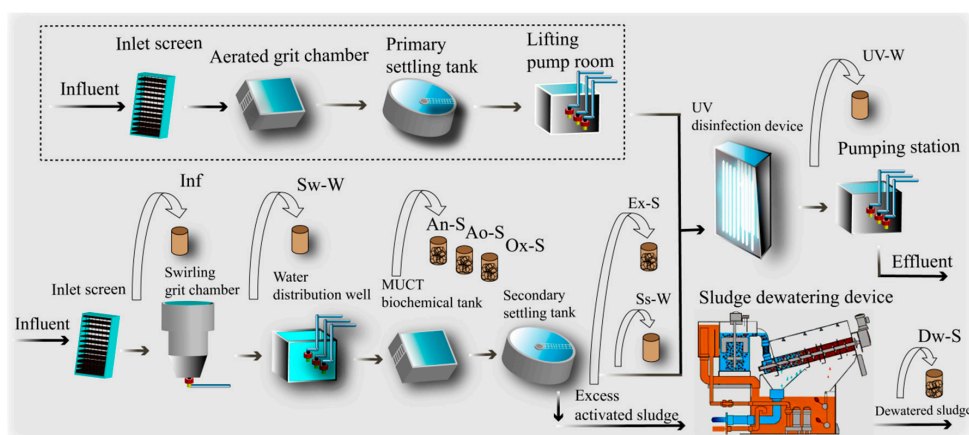 Inlet screen
Aerated grit chamber
Primary
settling tank
Lifting
pump room
Influent
UV-W
UV
disinfection device
Pumping station
Effluent
Inf
Sw-W
An-S
Ao-S
Ox-S
Ex-S
Ss-W
Inlet screen
Swirling
grit chamber
Water
distribution well
MUCT
biochemical tank
Secondary
settling tank
Influent
Excess
activated sludge
Sludge dewatering device
Dw-S
Dewatered sludge